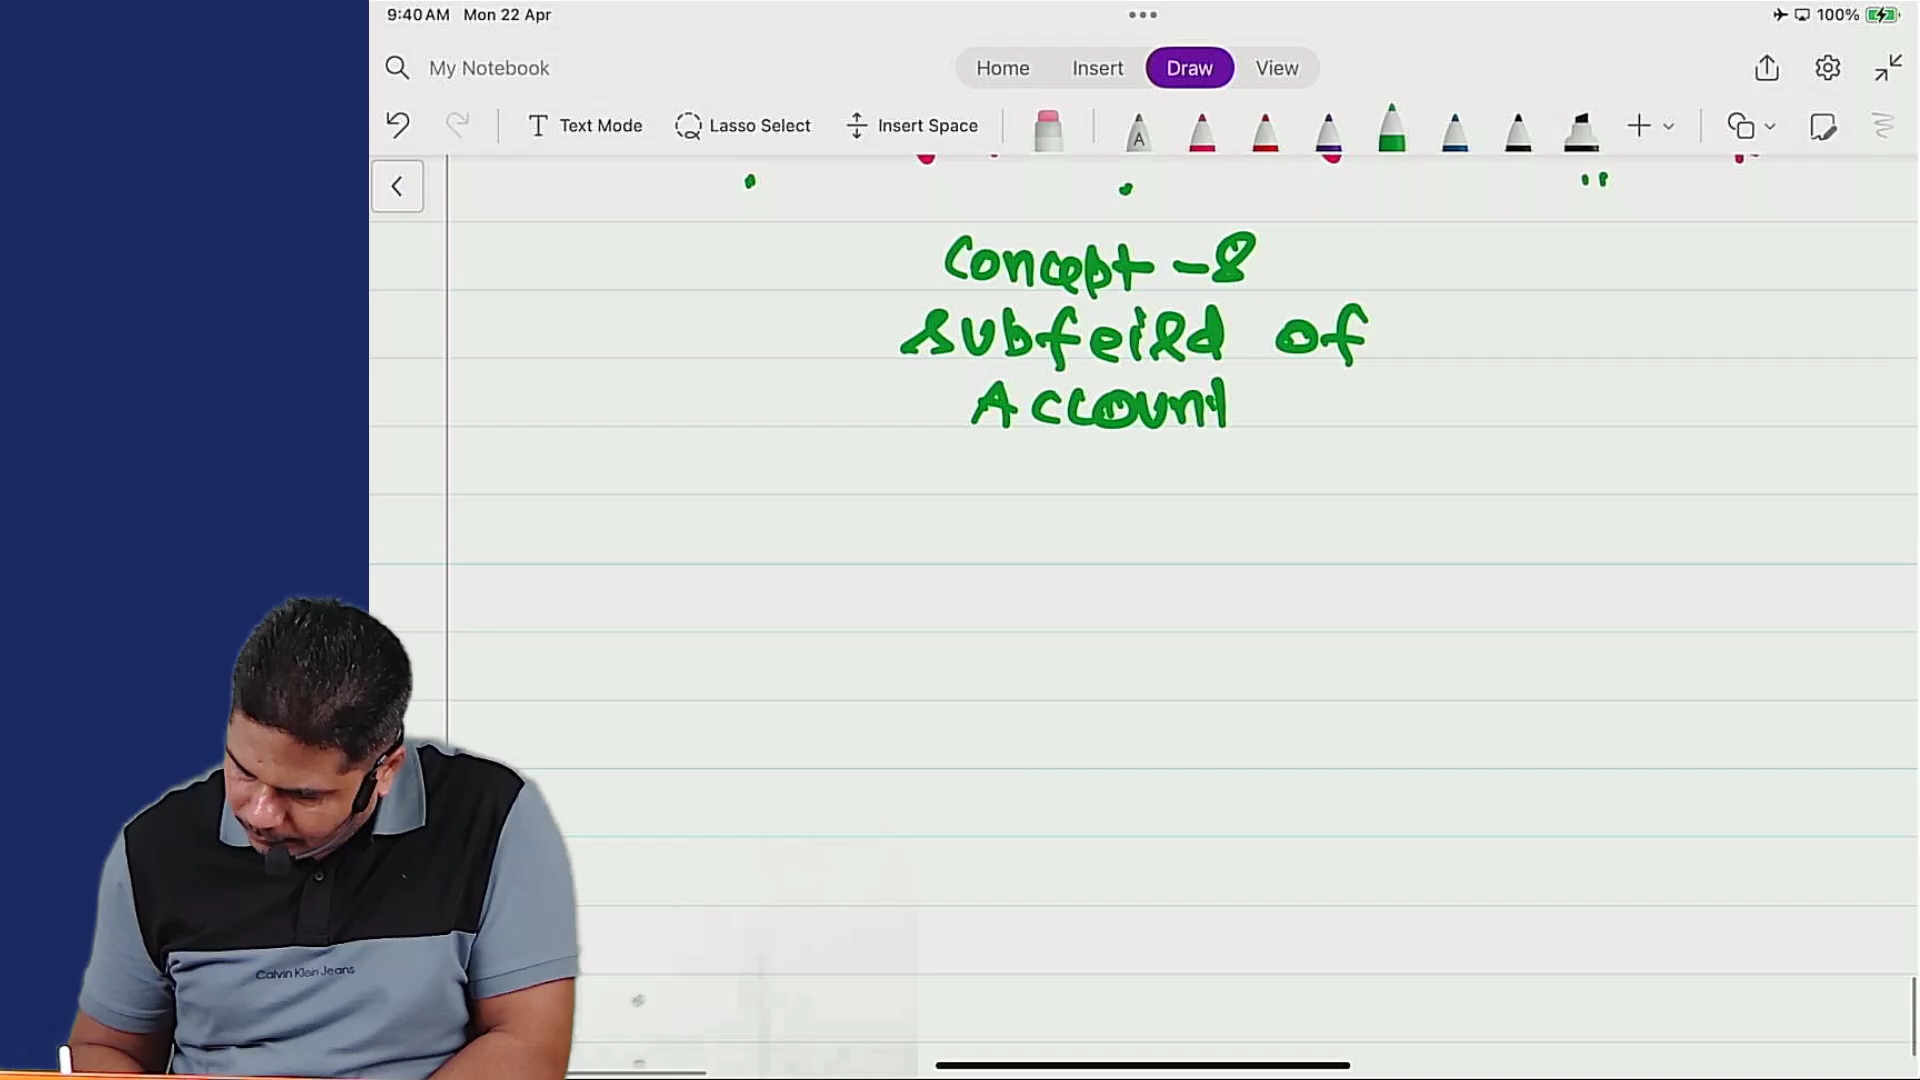 9:40 AM Mon 22 Apr
100%
My Notebook
Home Insert Draw View
Text Mode Lasso Select Insert Space
A
Concept - 8
Subfeild of
Account
Calvin Klein Jeans